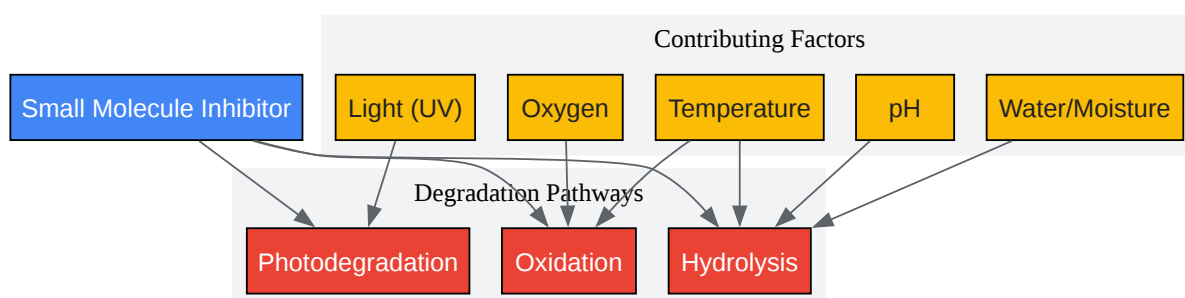 Contributing Factors
Small Molecule Inhibitor
Light (UV)
Oxygen
Temperature
pH
Water/Moisture
Degradation Pathways
Photodegradation
Oxidation
Hydrolysis